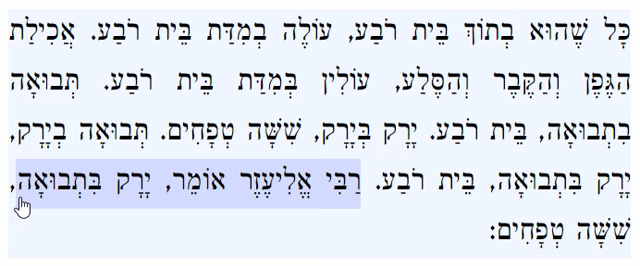 כָּל שֶׁהוּא בְתוֹךְ בֵּית רֹבַע, עוֹלֶה בְמִדַּת בֵּית רֹבַע. אֲכִילַת
הַגֶּפֶן וְהַקֶּבֶר וְהַסֶּלַע, עוֹלִין בְּמִדַּת בֵּית רֹבַע. תְּבוּאָה
בִתְבוּאָה, בֵּית רֹבַע. יָרָק בְּיָרָק, שִׁשָּׁה טְפָחִים. תְּבוּאָה בְיָרָק,
יָרָק בִּתְבוּאָה, בֵּית רֹבַע. רַבִּי אֱלִיעֶזֶר אוֹמֵר, יָרָק בִּתְבוּאָה,
שִׁשָּׁה טְפָחִים: